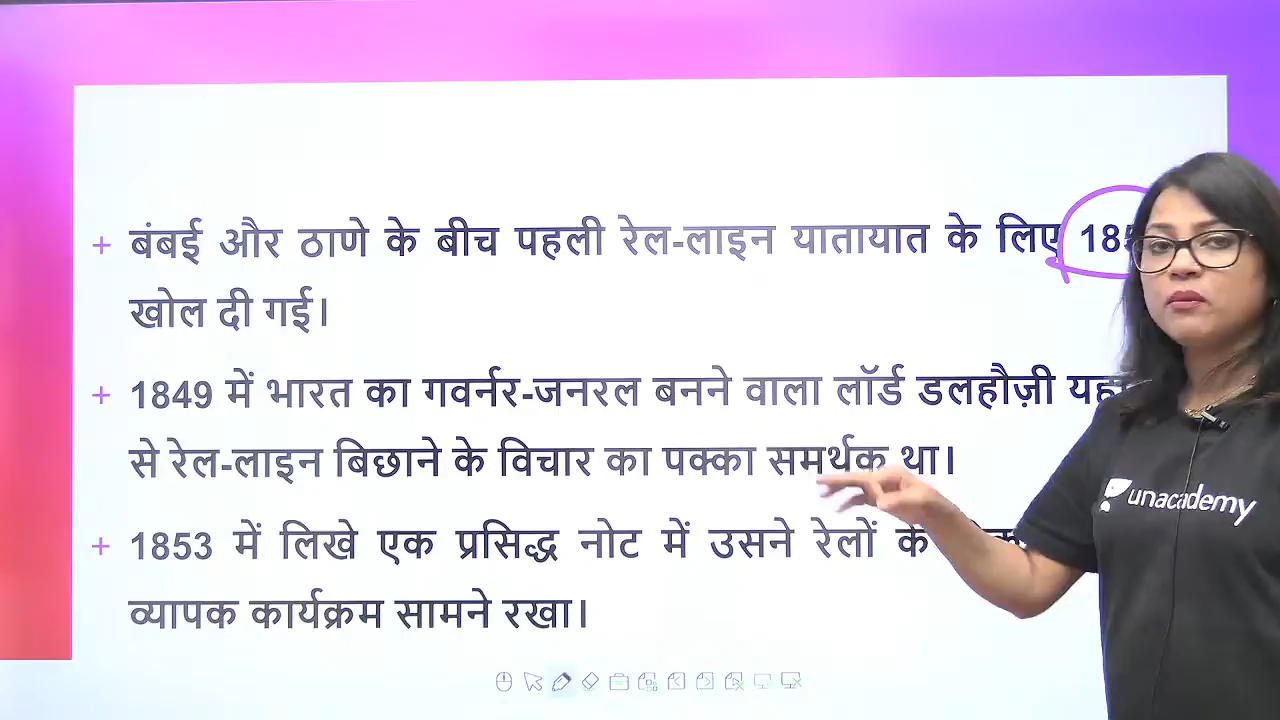 + बंबई और ठाणे के बीच पहली रेल-लाइन यातायात के लिए
खोल दी गई।
+ 1849 में भारत का गवर्नर-जनरल बनने वाला लॉर्ड डलहौज़ी
से रेल-लाइन बिछाने के विचार का पक्का समर्थक था।
+ 1853 में लिखे एक प्रसिद्ध नोट में उसने रेलों के
व्यापक कार्यक्रम सामने रखा।
unacademy